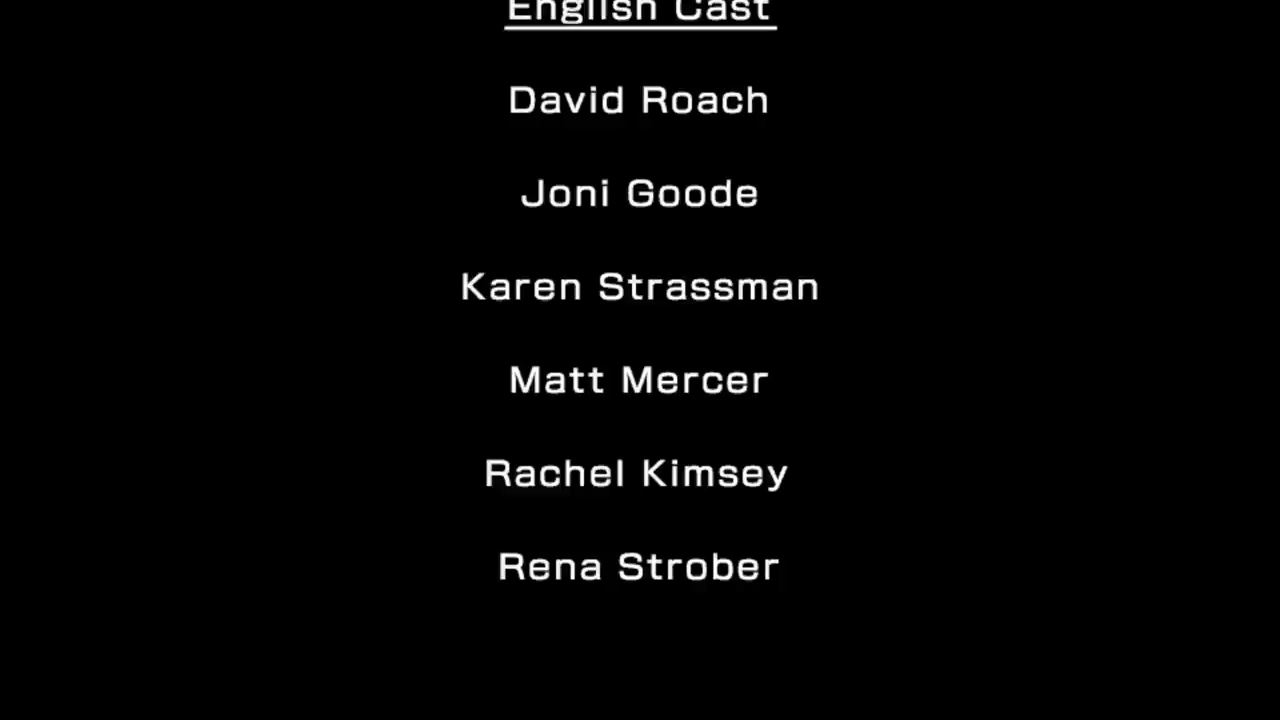 English Cast
David Roach
Joni Goode
Karen Strassman
Matt Mercer
Rachel Kimsey
Rena Strober